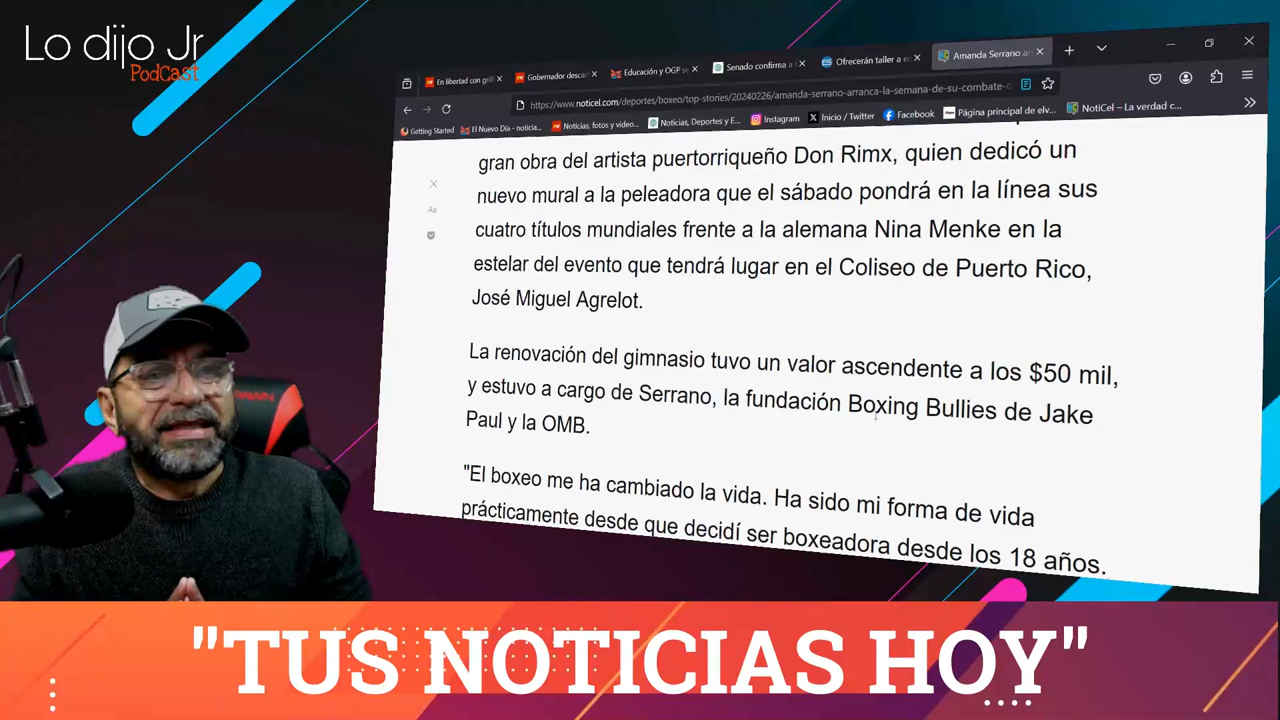 Lo dijo Jr
PodCast
En libertad con gri
Gobernador descar
Educación y OGP se
Senado confirma a
Ofrecerán taller a e
Amanda Serrano ar
https://www.noticel.com/deportes/boxeo/top-stories/20240226/amanda-serrano-arranca-la-semana-de-su-combate-c
Getting Started
El Nuevo Día - noticia...
Noticias, fotos y video...
Noticias, Deportes y E...
Instagram
Inicio / Twitter
Facebook
Página principal de elv...
NotiCel – La verdad c...
gran obra del artista puertorriqueño Don Rimx, quien dedicó un
nuevo mural a la peleadora que el sábado pondrá en la línea sus
cuatro títulos mundiales frente a la alemana Nina Menke en la
estelar del evento que tendrá lugar en el Coliseo de Puerto Rico,
José Miguel Agrelot.
Aa
La renovación del gimnasio tuvo un valor ascendente a los $50 mil,
y estuvo a cargo de Serrano, la fundación Boxing Bullies de Jake
Paul y la OMB.
"El boxeo me ha cambiado la vida. Ha sido mi forma de vida
prácticamente desde que decidí ser boxeadora desde los 18 años.
"TUS NOTICIAS HOY"